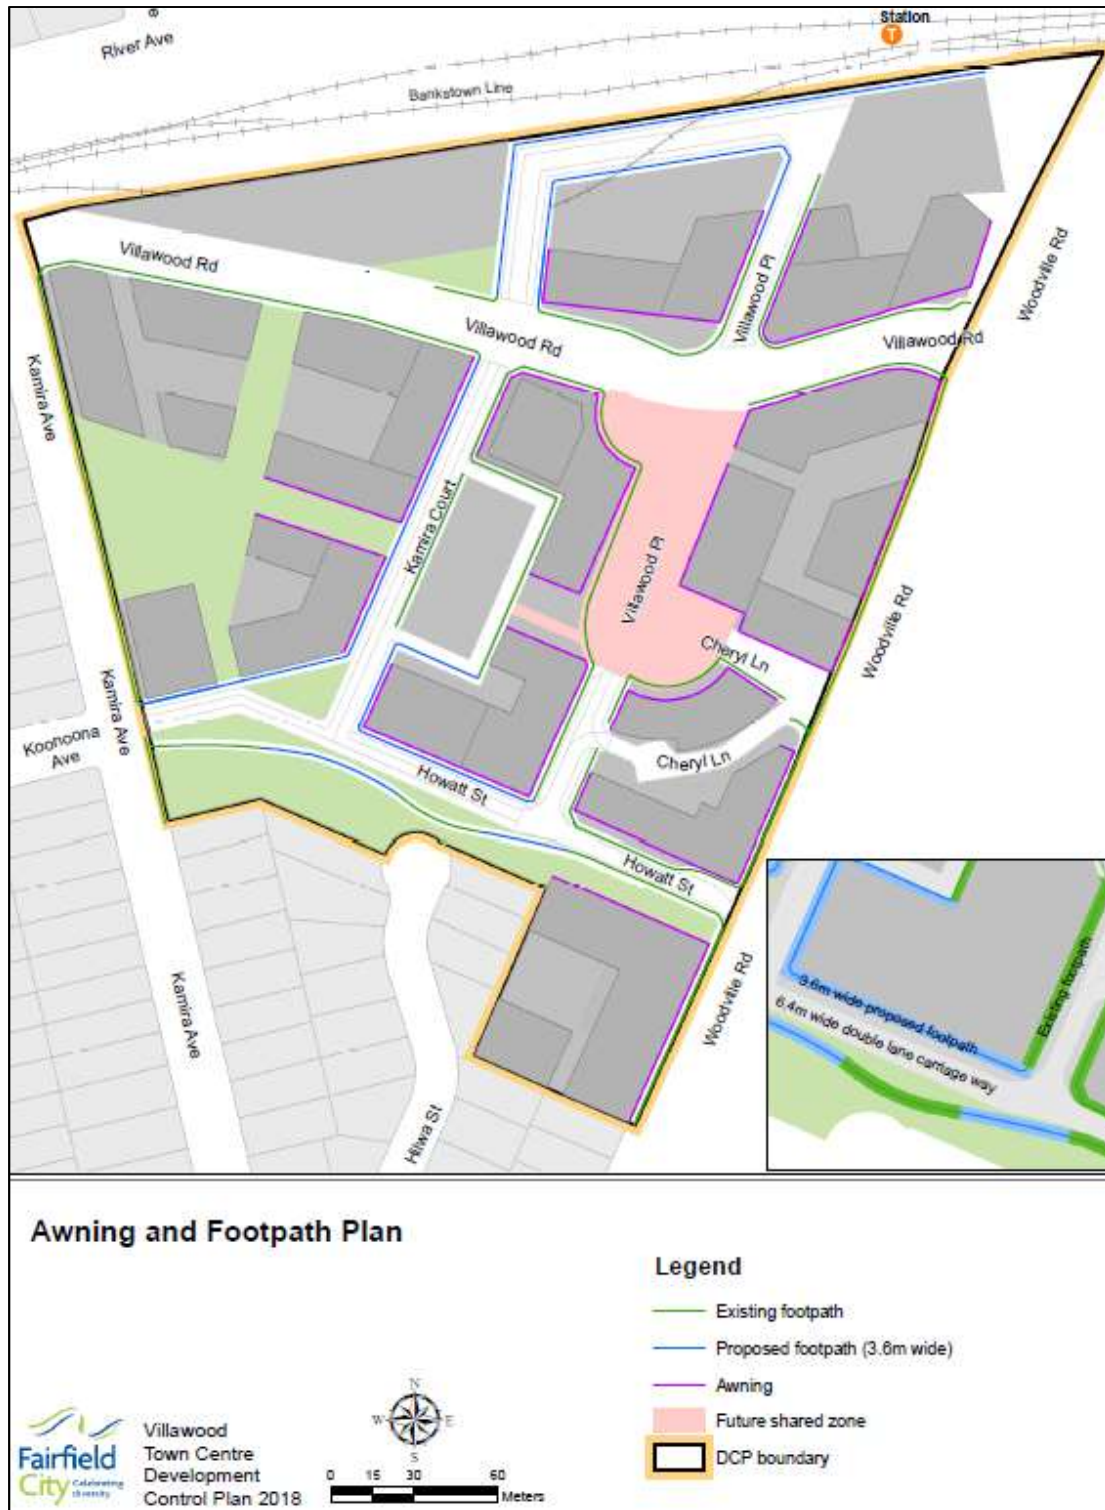 e
Station
T
River Ave
Bankstown Line
Villawood Rd
Villawood Rd
Villawood Pl
Villawood Rd
Woodville Rd
Kamira Ave
Kamira Court
Villawood Pl
Cheryl Ln
Woodville Rd
Kamira Ave
Koohoona
Ave
Cheryl Ln
Howatt St
Howatt St
Kamira Ave
Woodville Rd
Hilwa St
3.6m wide proposed footpath
6.4m wide double lane carriage way
Existing footpath
Awning and Footpath Plan
Legend
Existing footpath
Proposed footpath (3.6m wide)
Awning
Future shared zone
DCP boundary
N
W E
S
Fairfield
City Celebrating
diversity
Villawood
Town Centre
Development
Control Plan 2018
0 15 30 60
Meters